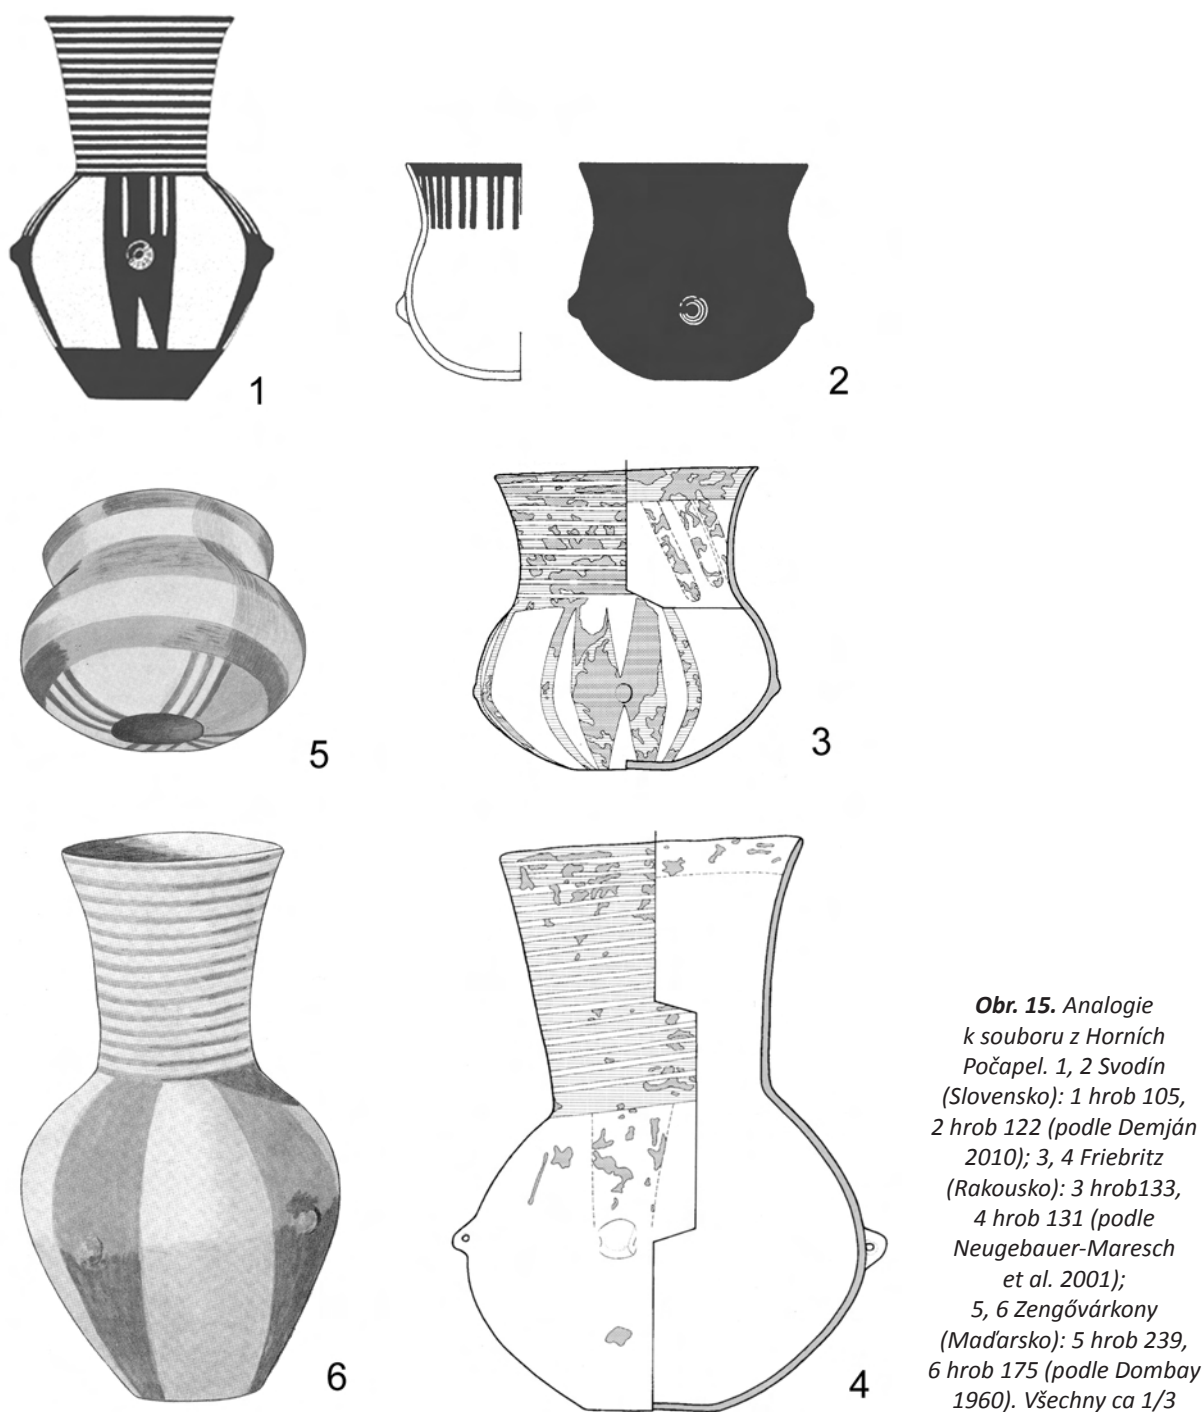 1
2
5
3
6
4
Obr. 15. Analogie
k souboru z Horních
Počapel. 1, 2 Svodín
(Slovensko): 1 hrob 105,
2 hrob 122 (podle Demján
2010); 3, 4 Friebritz
(Rakousko): 3 hrob133,
4 hrob 131 (podle
Neugebauer-Maresch
et al. 2001);
5, 6 Zengővárkony
(Maďarsko): 5 hrob 239,
6 hrob 175 (podle Dombay
1960). Všechny ca 1/3